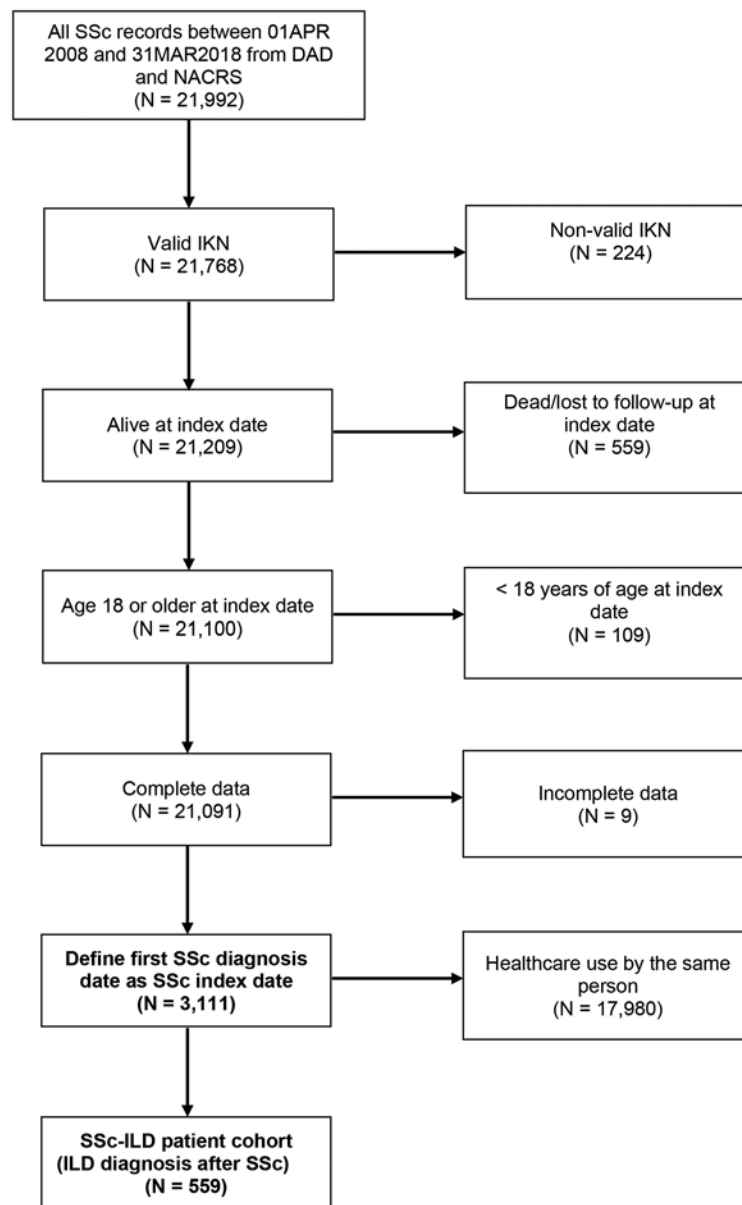 All SSc records between 01APR
2008 and 31MAR2018 from DAD
and NACRS
(N = 21,992)
Valid IKN
(N = 21,768)
Non-valid IKN
(N = 224)
Alive at index date
(N = 21,209)
Dead/lost to follow-up at
index date
(N = 559)
Age 18 or older at index date
(N = 21,100)
< 18 years of age at index
date
(N = 109)
Complete data
(N = 21,091)
Incomplete data
(N = 9)
Define first SSc diagnosis
date as SSc index date
(N = 3,111)
Healthcare use by the same
person
(N = 17,980)
SSc-ILD patient cohort
(ILD diagnosis after SSc)
(N = 559)